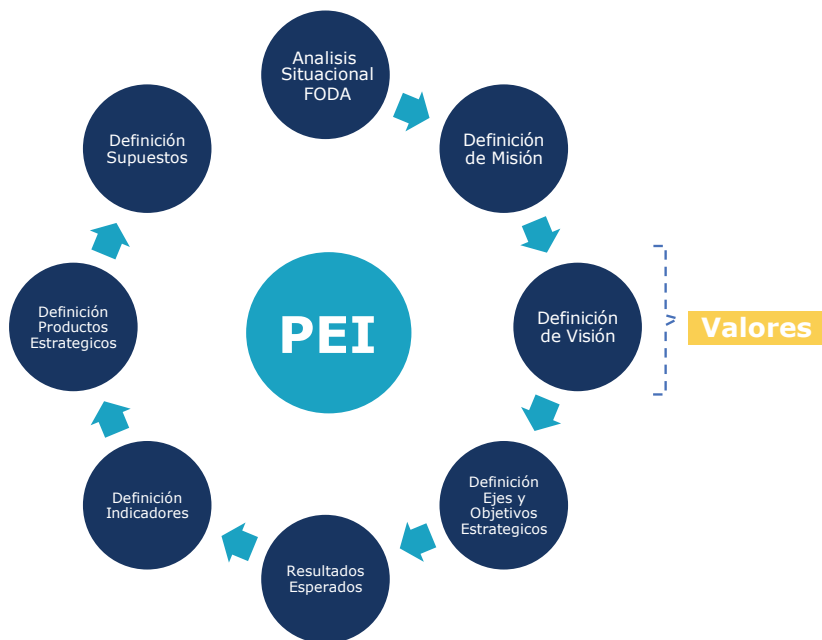 Analisis
Situacional
FODA
Definición
de Misión
Definición
de Visión
Valores
Definición
Ejes y
Objetivos
Estrategicos
Resultados
Esperados
Definición
Indicadores
Definición
Productos
Estrategicos
Definición
Supuestos
PEI